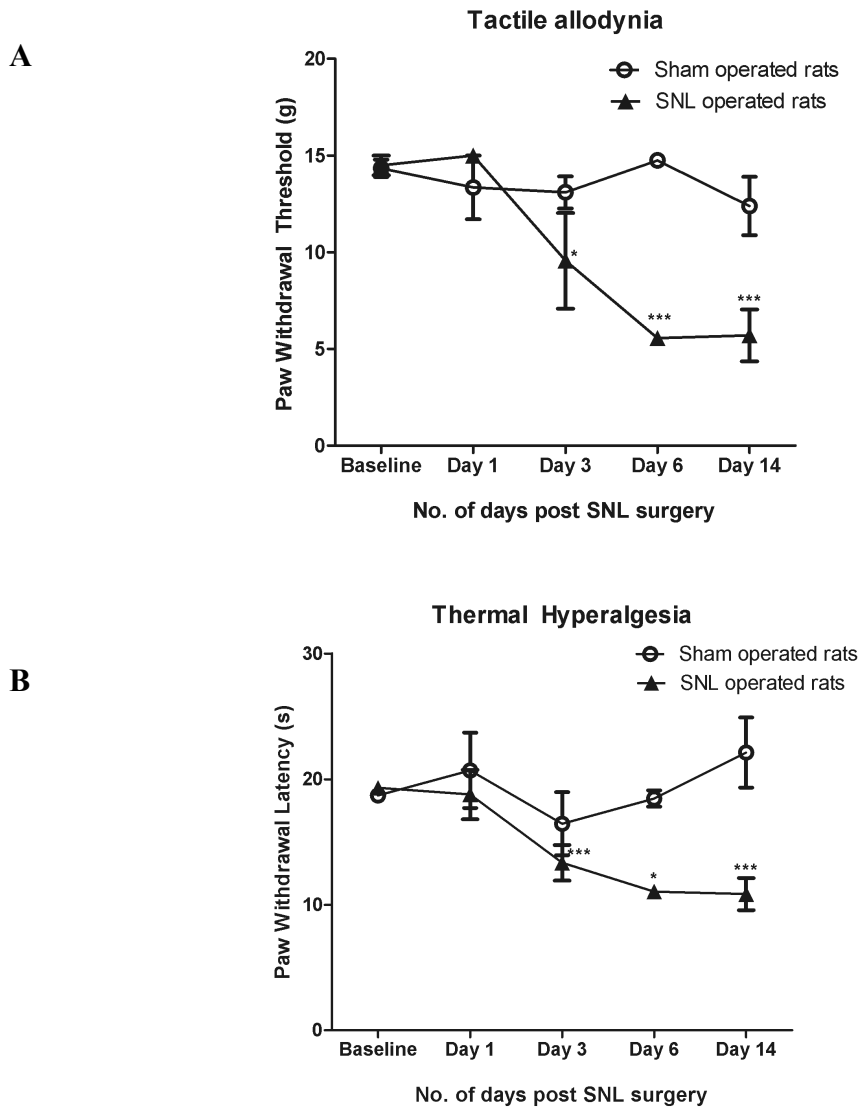 Tactile allodynia
A
20
15
10
5
0
Paw Withdrawal Threshold (g)
Sham operated rats
SNL operated rats
*
***
***
Baseline Day 1 Day 3 Day 6 Day 14
No. of days post SNL surgery
Thermal Hyperalgesia
B
30
20
10
0
Paw Withdrawal Latency (s)
Sham operated rats
SNL operated rats
***
*
***
Baseline Day 1 Day 3 Day 6 Day 14
No. of days post SNL surgery